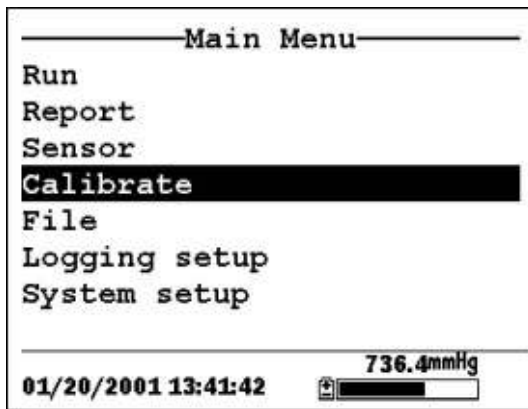 Main Menu
Run
Report
Sensor
Calibrate
File
Logging setup
System setup
736.4mmHg
01/20/2001 13:41:42